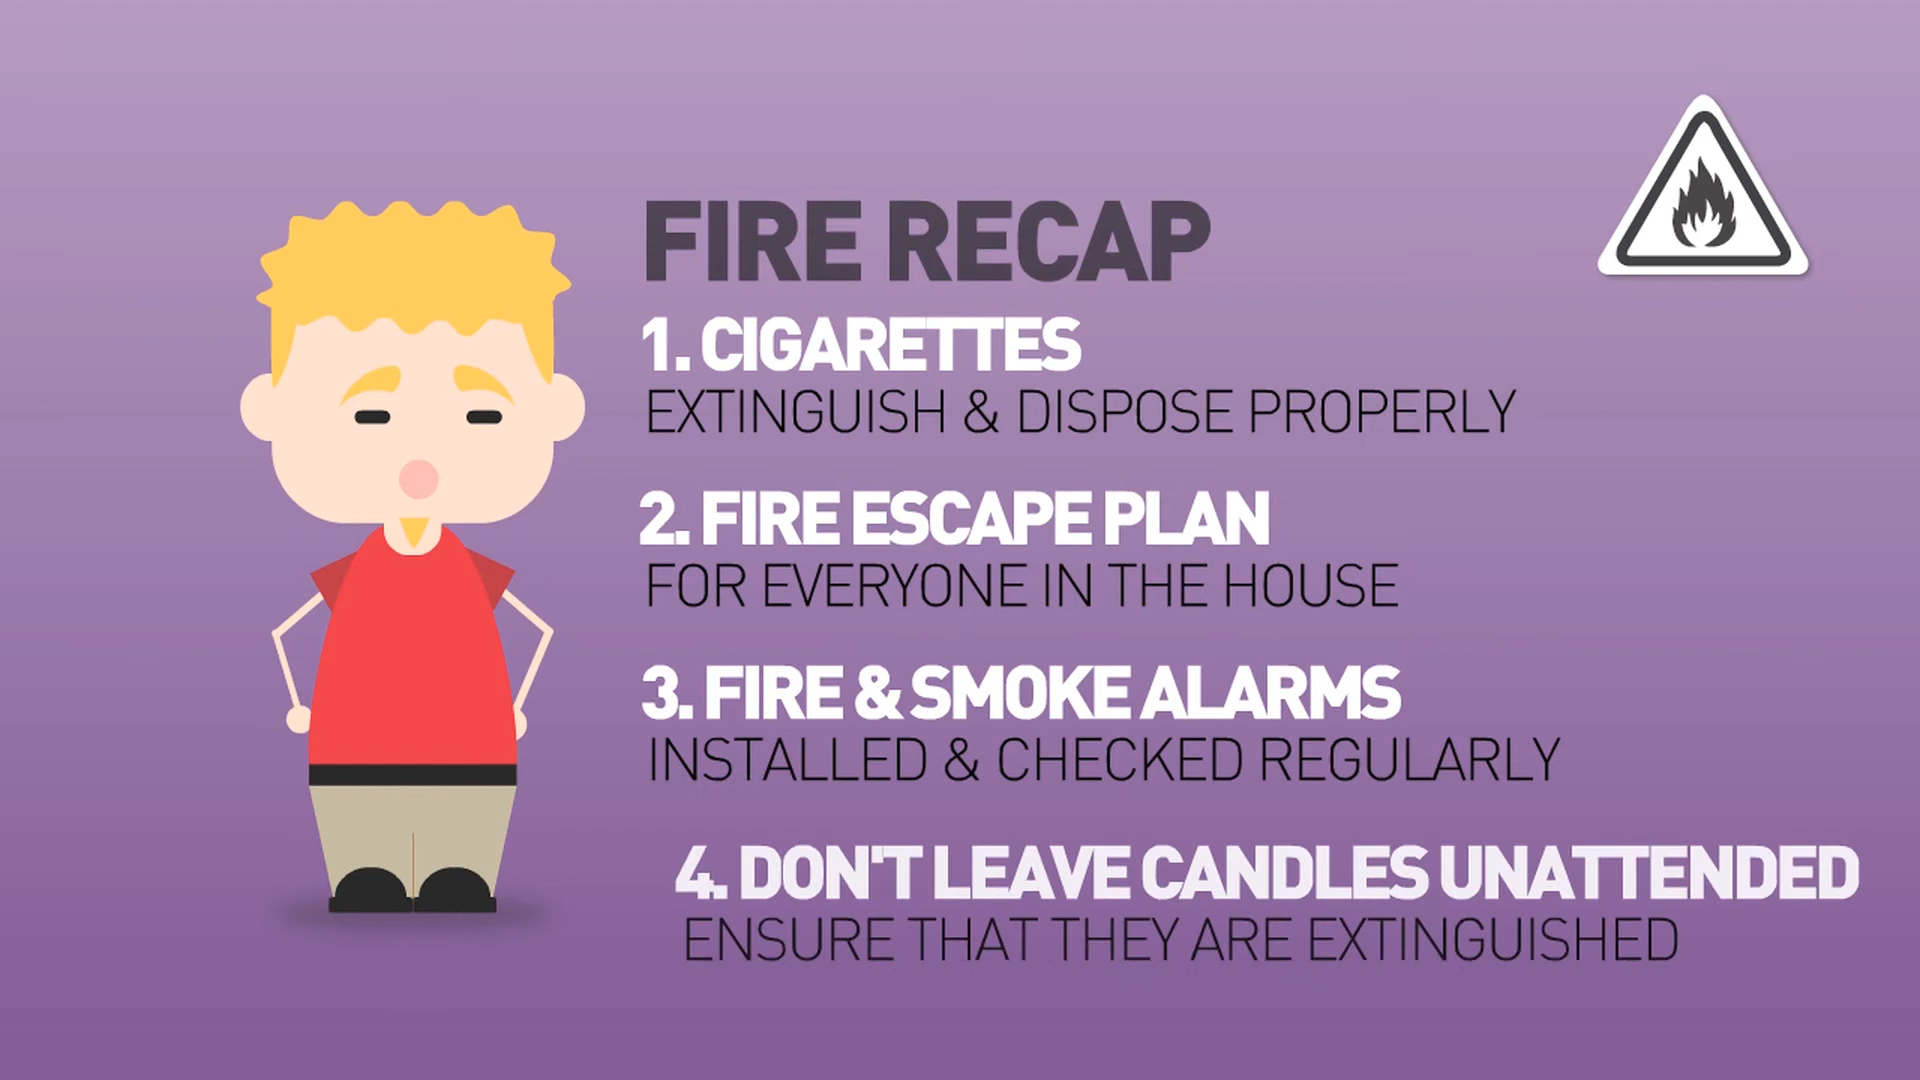 FIRE RECAP
1. CIGARETTES
EXTINGUISH & DISPOSE PROPERLY
2. FIRE ESCAPE PLAN
FOR EVERYONE IN THE HOUSE
3. FIRE & SMOKE ALARMS
INSTALLED & CHECKED REGULARLY
4. DON'T LEAVE CANDLES UNATTENDED
ENSURE THAT THEY ARE EXTINGUISHED